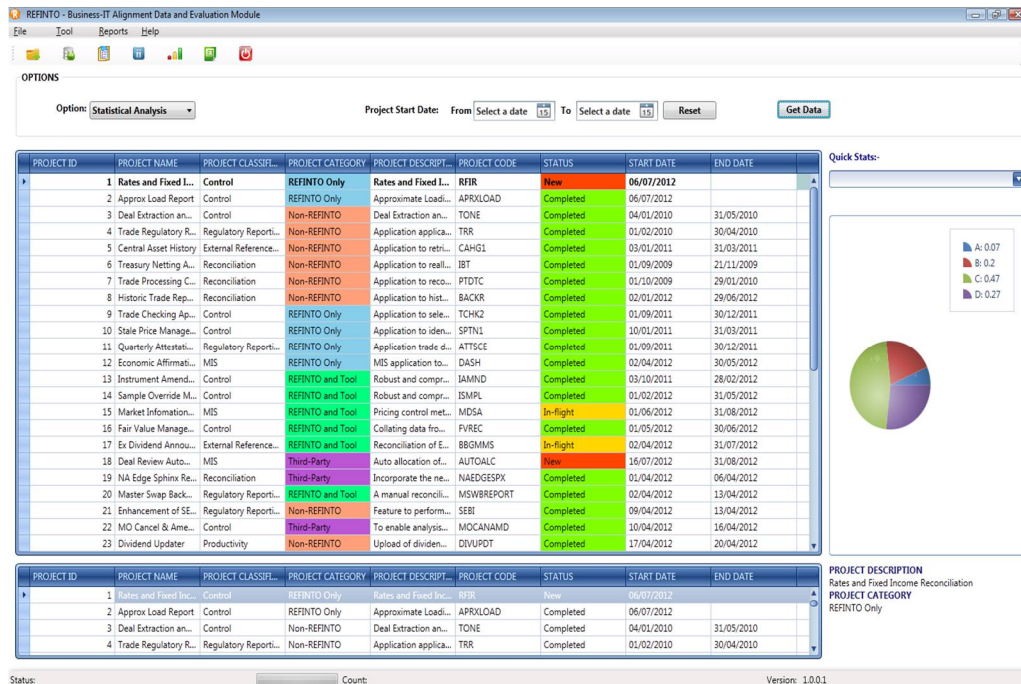 REFINTO - Business-IT Alignment Data and Evaluation Module
File Tool Reports Help
OPTIONS
Option: Statistical Analysis Project Start Date: From Select a date 15 To Select a date 15 Reset Get Data
Quick Stats:-
PROJECT ID PROJECT NAME PROJECT CLASSIFI... PROJECT CATEGORY PROJECT DESCRIPT... PROJECT CODE STATUS START DATE END DATE
1 Rates and Fixed I... Control REFINTO Only Rates and Fixed I... RFIR New 06/07/2012
2 Approx Load Report Control REFINTO Only Approximate Loadi... APRXLOAD Completed 06/07/2012
3 Deal Extraction an... Control Non-REFINTO Deal Extraction an... TONE Completed 04/01/2010 31/05/2010
4 Trade Regulatory R... Regulatory Reporti... Non-REFINTO Application applica... TRR Completed 01/02/2010 30/04/2010
5 Central Asset History External Reference... Non-REFINTO Application to retri... CAHG1 Completed 03/01/2011 31/03/2011
6 Treasury Netting A... Reconciliation Non-REFINTO Application to reall... IBT Completed 01/09/2009 21/11/2009
7 Trade Processing C... Reconciliation Non-REFINTO Application to reco... PTDTC Completed 01/10/2009 29/01/2010
8 Historic Trade Rep... Reconciliation Non-REFINTO Application to hist... BACKR Completed 02/01/2012 29/06/2012
9 Trade Checking Ap... Control REFINTO Only Application to sele... TCHK2 Completed 01/09/2011 30/12/2011
10 Stale Price Manage... Control REFINTO Only Application to iden... SPTN1 Completed 10/01/2011 31/03/2011
11 Quarterly Attestati... Regulatory Reporti... REFINTO Only Application trade d... ATTSCE Completed 01/09/2011 30/12/2011
12 Economic Affirmati... MIS REFINTO Only MIS application to... DASH Completed 02/04/2012 30/05/2012
13 Instrument Amend... Control REFINTO and Tool Robust and compr... IAMND Completed 03/10/2011 28/02/2012
14 Sample Override M... Control REFINTO and Tool Robust and compr... ISMPL Completed 01/02/2012 31/05/2012
15 Market Infomation... MIS REFINTO and Tool Pricing control met... MDSA In-flight 01/06/2012 31/08/2012
16 Fair Value Manage... Control REFINTO and Tool Collating data fro... FVREC Completed 01/05/2012 30/06/2012
17 Ex Dividend Annou... External Reference... REFINTO and Tool Reconciliation of E... BBGMMS In-flight 02/04/2012 31/07/2012
18 Deal Review Auto... MIS Third-Party Auto allocation of... AUTOALC New 16/07/2012 31/08/2012
19 NA Edge Sphinx Re... Reconciliation Third-Party Incorporate the ne... NAEDGESPX Completed 01/04/2012 06/04/2012
20 Master Swap Back... Regulatory Reporti... REFINTO and Tool A manual reconcili... MSWBREPORT Completed 02/04/2012 13/04/2012
21 Enhancement of SE... Regulatory Reporti... Non-REFINTO Feature to perform... SEBI Completed 09/04/2012 13/04/2012
22 MO Cancel & Ame... Control Third-Party To enable analysis... MOCANAMD Completed 10/04/2012 16/04/2012
23 Dividend Updater Productivity Non-REFINTO Upload of dividen... DIVUPDT Completed 17/04/2012 20/04/2012
A: 0.07
B: 0.2
C: 0.47
D: 0.27
PROJECT ID PROJECT NAME PROJECT CLASSIFI... PROJECT CATEGORY PROJECT DESCRIPT... PROJECT CODE STATUS START DATE END DATE
1 Rates and Fixed Inc... Control REFINTO Only Rates and Fixed Inc... RFIR New 06/07/2012
2 Approx Load Report Control REFINTO Only Approximate Loadi... APRXLOAD Completed 06/07/2012
3 Deal Extraction an... Control Non-REFINTO Deal Extraction an... TONE Completed 04/01/2010 31/05/2010
4 Trade Regulatory R... Regulatory Reporti... Non-REFINTO Application applica... TRR Completed 01/02/2010 30/04/2010
PROJECT DESCRIPTION
Rates and Fixed Income Reconciliation
PROJECT CATEGORY
REFINTO Only
Status: Count: Version: 1.0.0.1